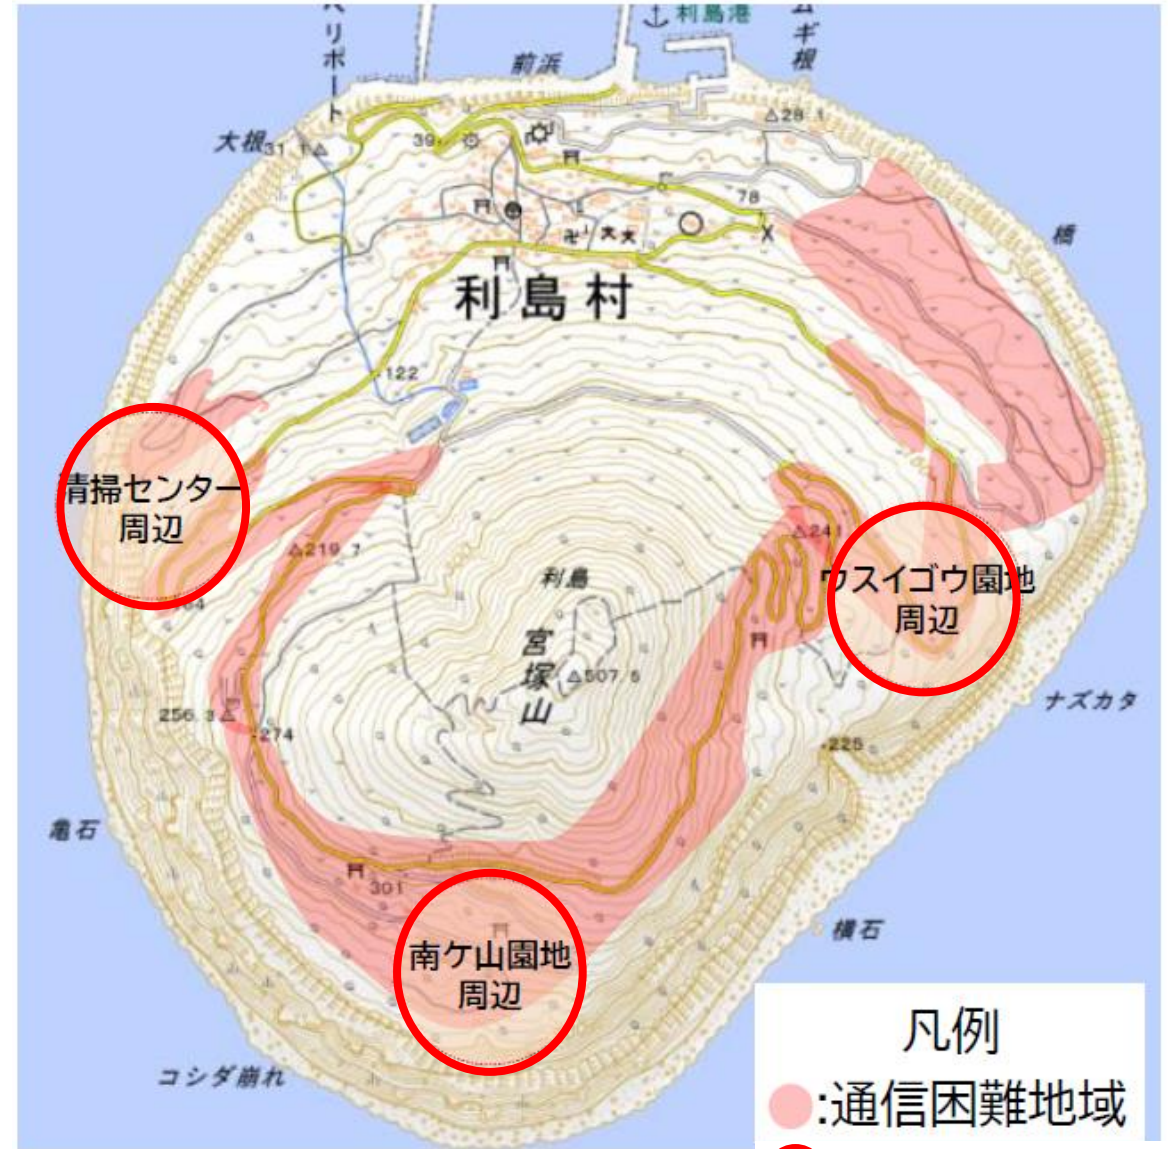 ヘリポート
利島港
ムギ根
前浜
大根
31.1
39
28.1
78
橋
利島村
122
清掃センター
周辺
219.7
241
ウスイゴウ園地
周辺
利島
宮塚山
507.5
256.3
274
225
ナズカタ
亀石
301
南ケ山園地
周辺
横石
コシダ崩れ
凡例
:通信困難地域